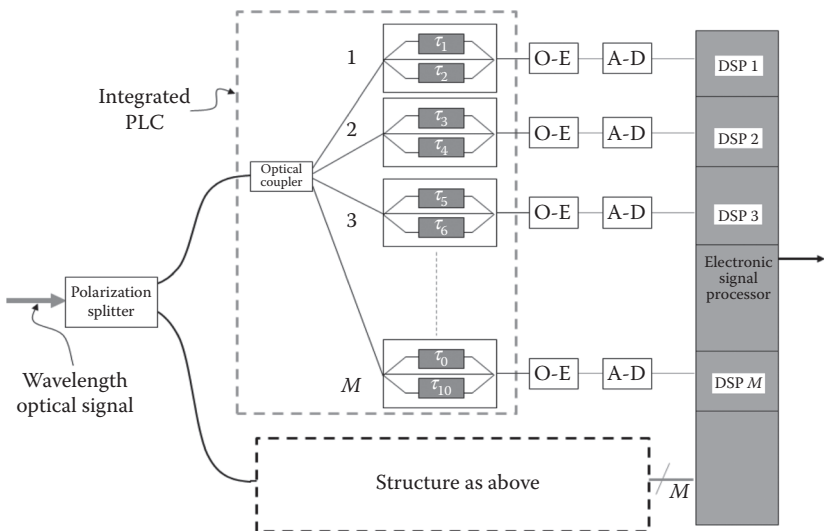 1
τ1
τ2
O-E
A-D
DSP 1
Integrated
PLC
2
τ3
τ4
O-E
A-D
DSP 2
Optical
coupler
3
τ5
τ6
O-E
A-D
DSP 3
Electronic
signal
processor
Polarization
splitter
Wavelength
optical signal
M
τ0
τ10
O-E
A-D
DSP M
Structure as above
M